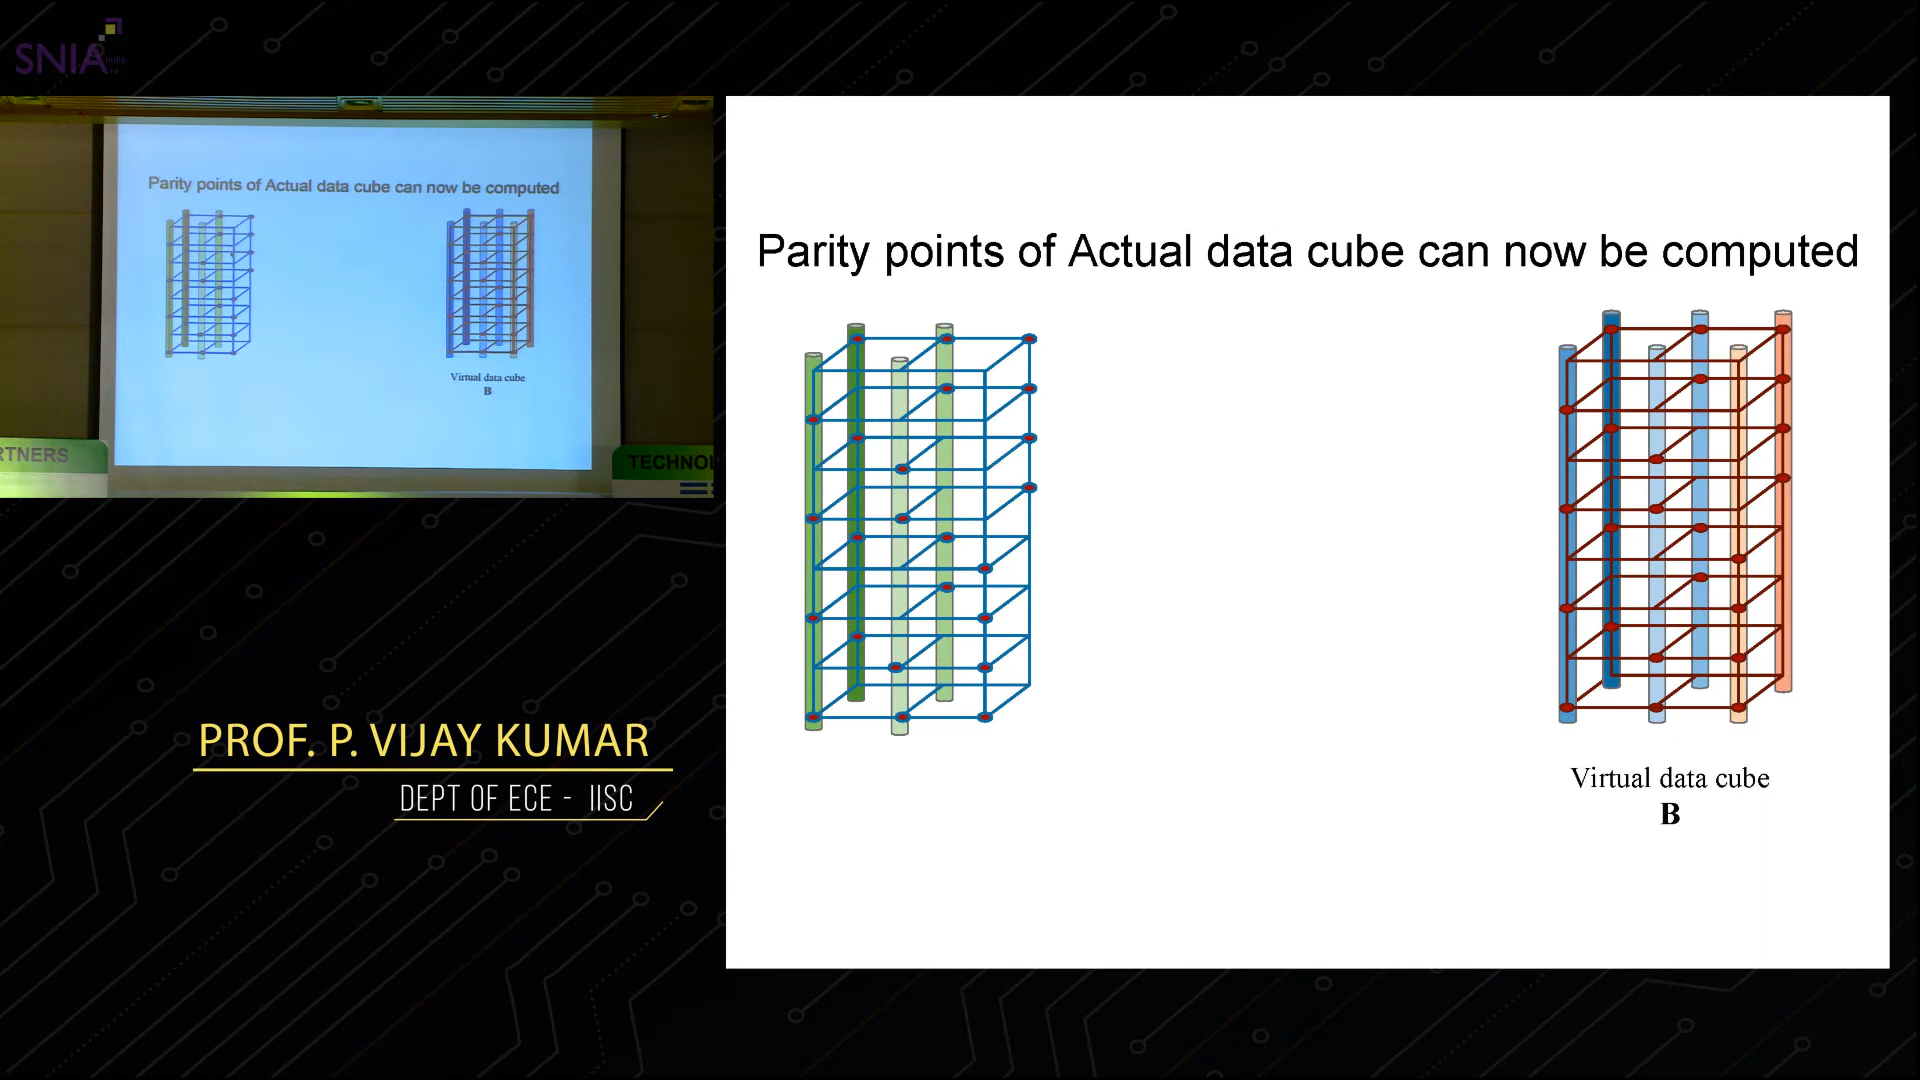 SNIA
Parity points of Actual data cube can now be computed
Virtual data cube
B
RTNERS
TECHNOL
Parity points of Actual data cube can now be computed
Virtual data cube
B
PROF. P. VIJAY KUMAR
DEPT OF ECE - IISC